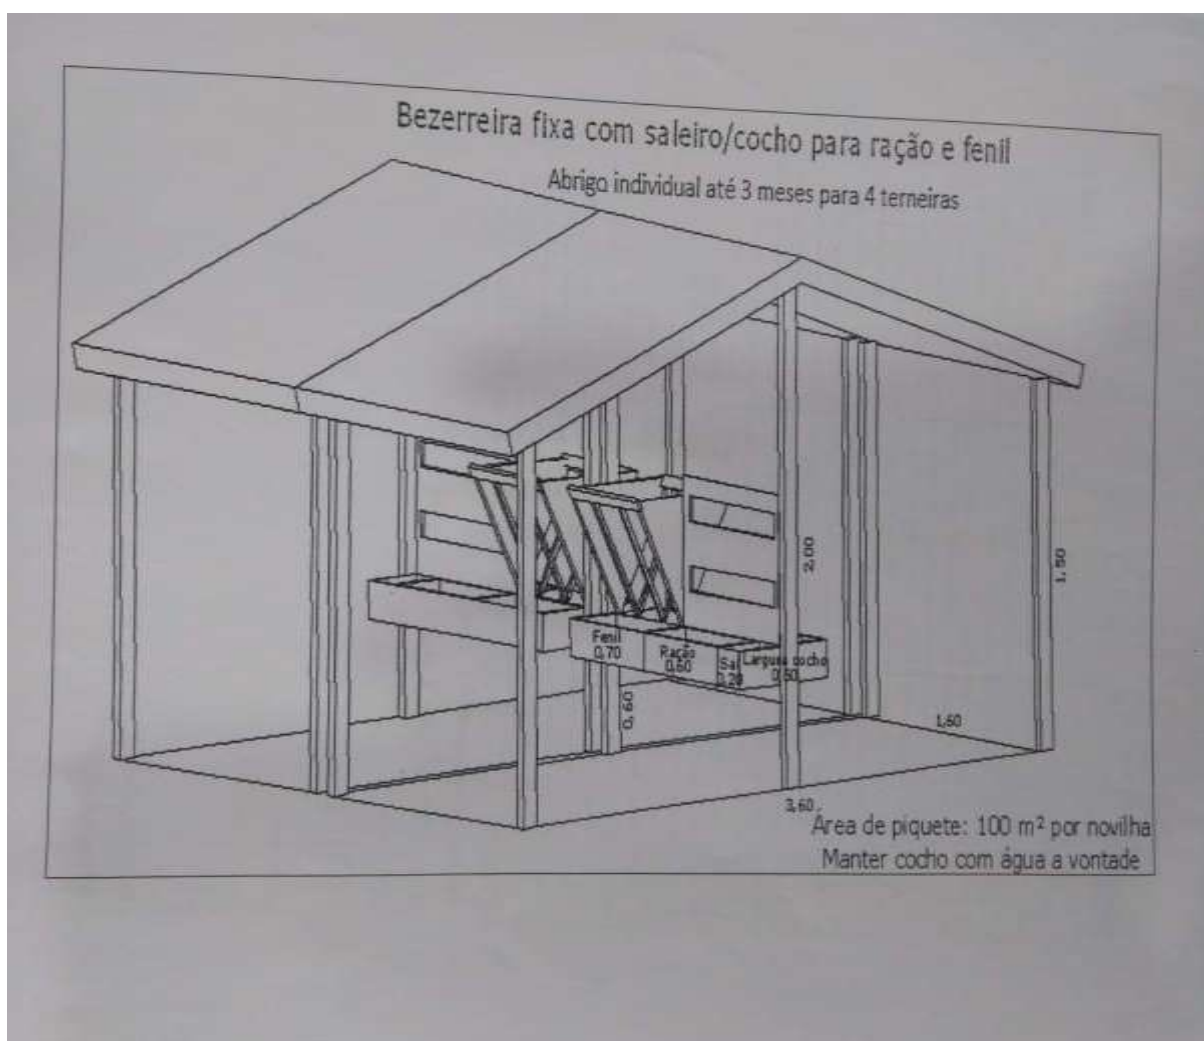 Bezerreira fixa com saleiro/cocho para ração e fenil
Abrigo individual até 3 meses para 4 terneiras
2,00
1,50
Fenil
0,70
Ração
0,60
Sal
0,20
Largura cocho
0,60
1,60
3,60
Área de piquete: 100 m² por novilha
Manter cocho com água a vontade